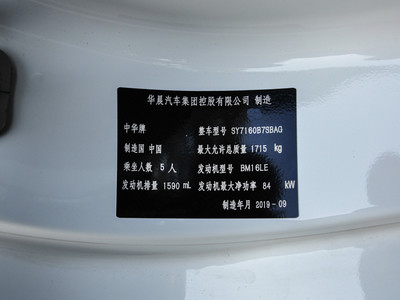 华晨汽车集团控股有限公司 制造
中华牌 整车型号 SY7160B7SBAG
制造国 中国 最大允许总质量 1715 kg
乘坐人数 5 人 发动机型号 BM16LE
发动机排量 1590 mL 发动机最大净功率 84 kW
制造年月 2019-09